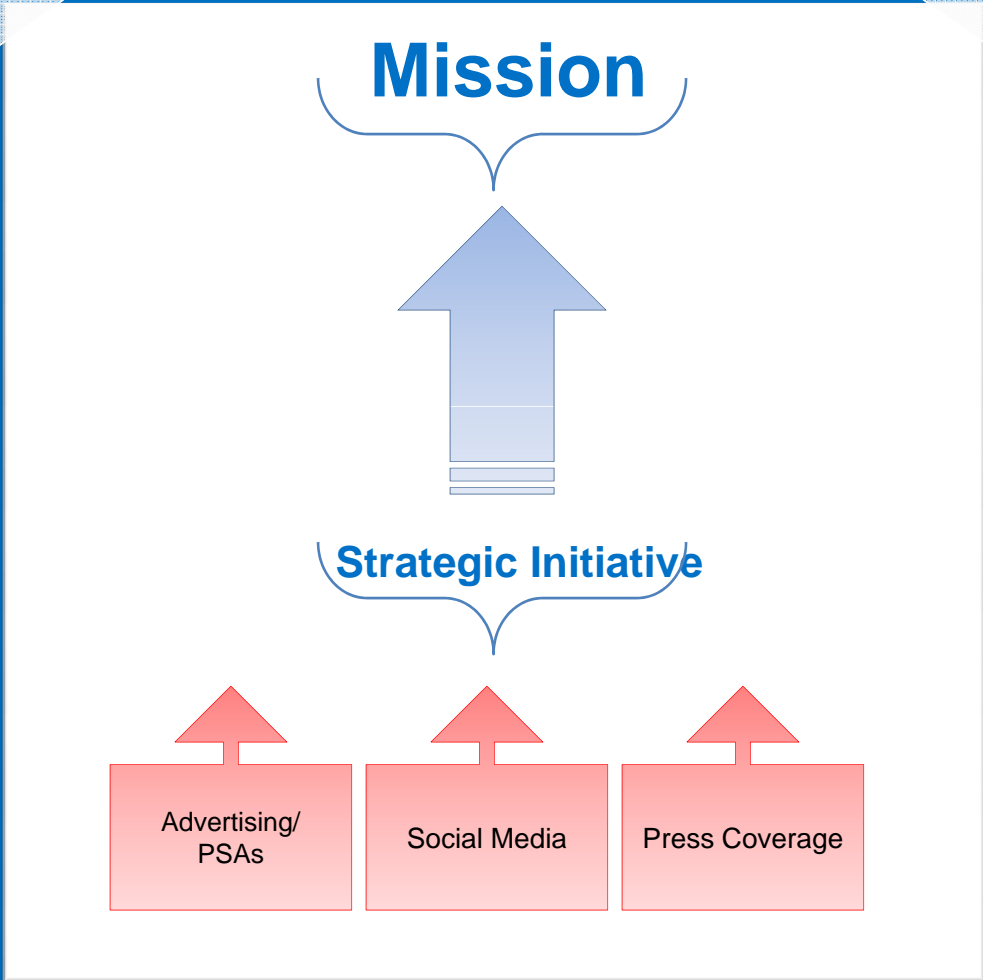 Mission
Strategic Initiative
Advertising/
PSAs
Social Media
Press Coverage